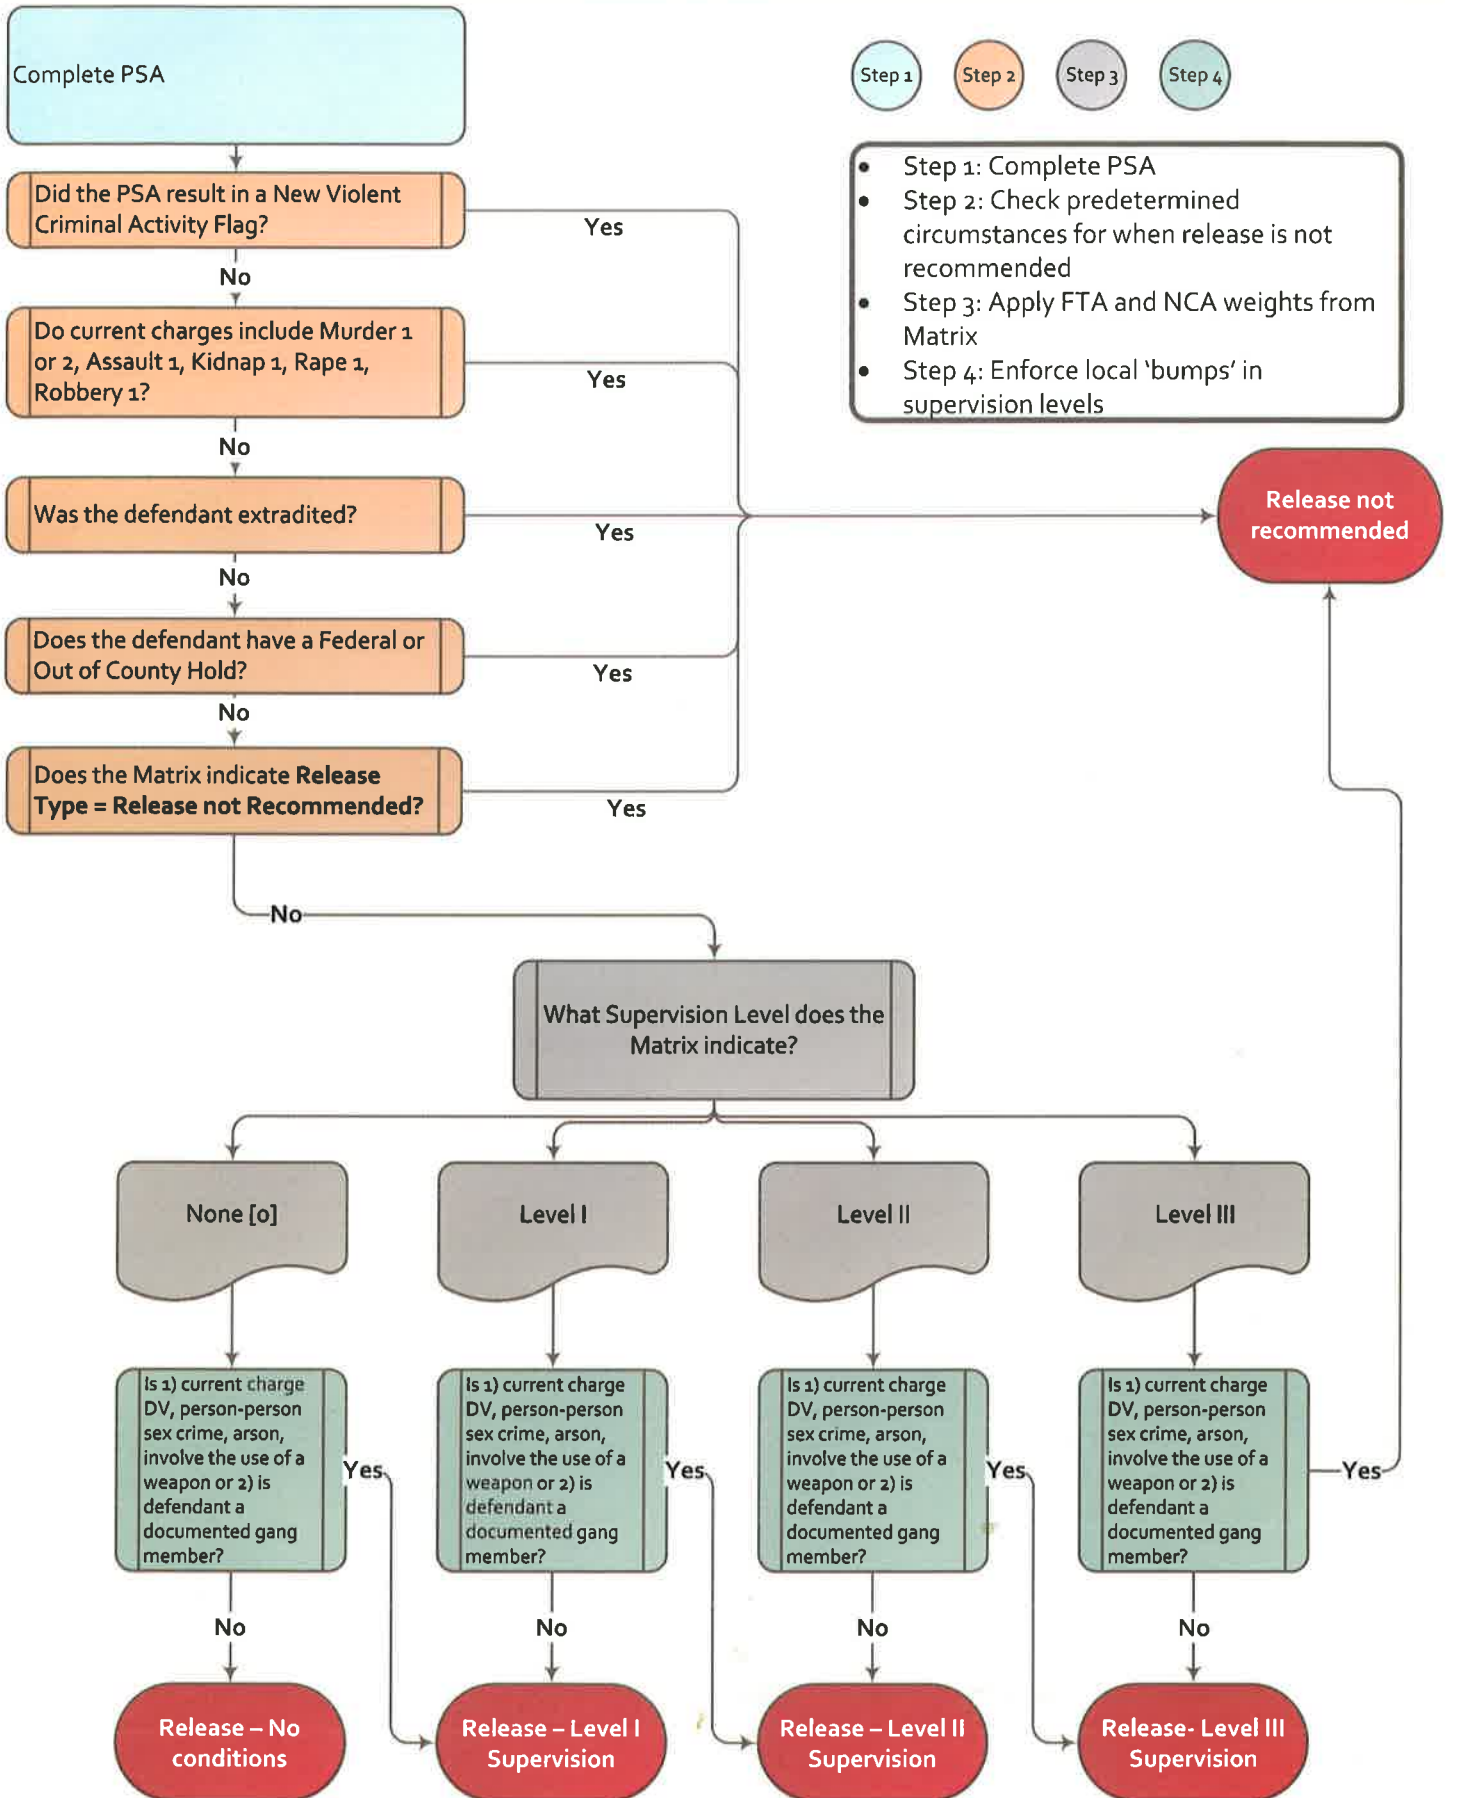 Complete PSA
Step 1
Step 2
Step 3
Step 4
• Step 1: Complete PSA
• Step 2: Check predetermined
circumstances for when release is not
recommended
• Step 3: Apply FTA and NCA weights from
Matrix
• Step 4: Enforce local ‘bumps’ in
supervision levels
Did the PSA result in a New Violent
Criminal Activity Flag?
Yes
No
Do current charges include Murder 1
or 2, Assault 1, Kidnap 1, Rape 1,
Robbery 1?
Yes
No
Was the defendant extradited?
Yes
Release not
recommended
No
Does the defendant have a Federal or
Out of County Hold?
Yes
No
Does the Matrix indicate Release
Type = Release not Recommended?
Yes
No
What Supervision Level does the
Matrix indicate?
None [0]
Level I
Level II
Level III
Is 1) current charge
DV, person-person
sex crime, arson,
involve the use of a
weapon or 2) is
defendant a
documented gang
member?
Yes
Is 1) current charge
DV, person-person
sex crime, arson,
involve the use of a
weapon or 2) is
defendant a
documented gang
member?
Yes
Is 1) current charge
DV, person-person
sex crime, arson,
involve the use of a
weapon or 2) is
defendant a
documented gang
member?
Yes
Is 1) current charge
DV, person-person
sex crime, arson,
involve the use of a
weapon or 2) is
defendant a
documented gang
member?
Yes
No
No
No
No
Release – No
conditions
Release – Level I
Supervision
Release – Level II
Supervision
Release- Level III
Supervision